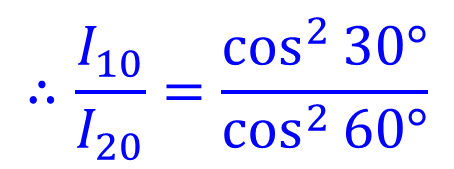 ∴ I₁₀/I₂₀ = cos² 30°/cos² 60°